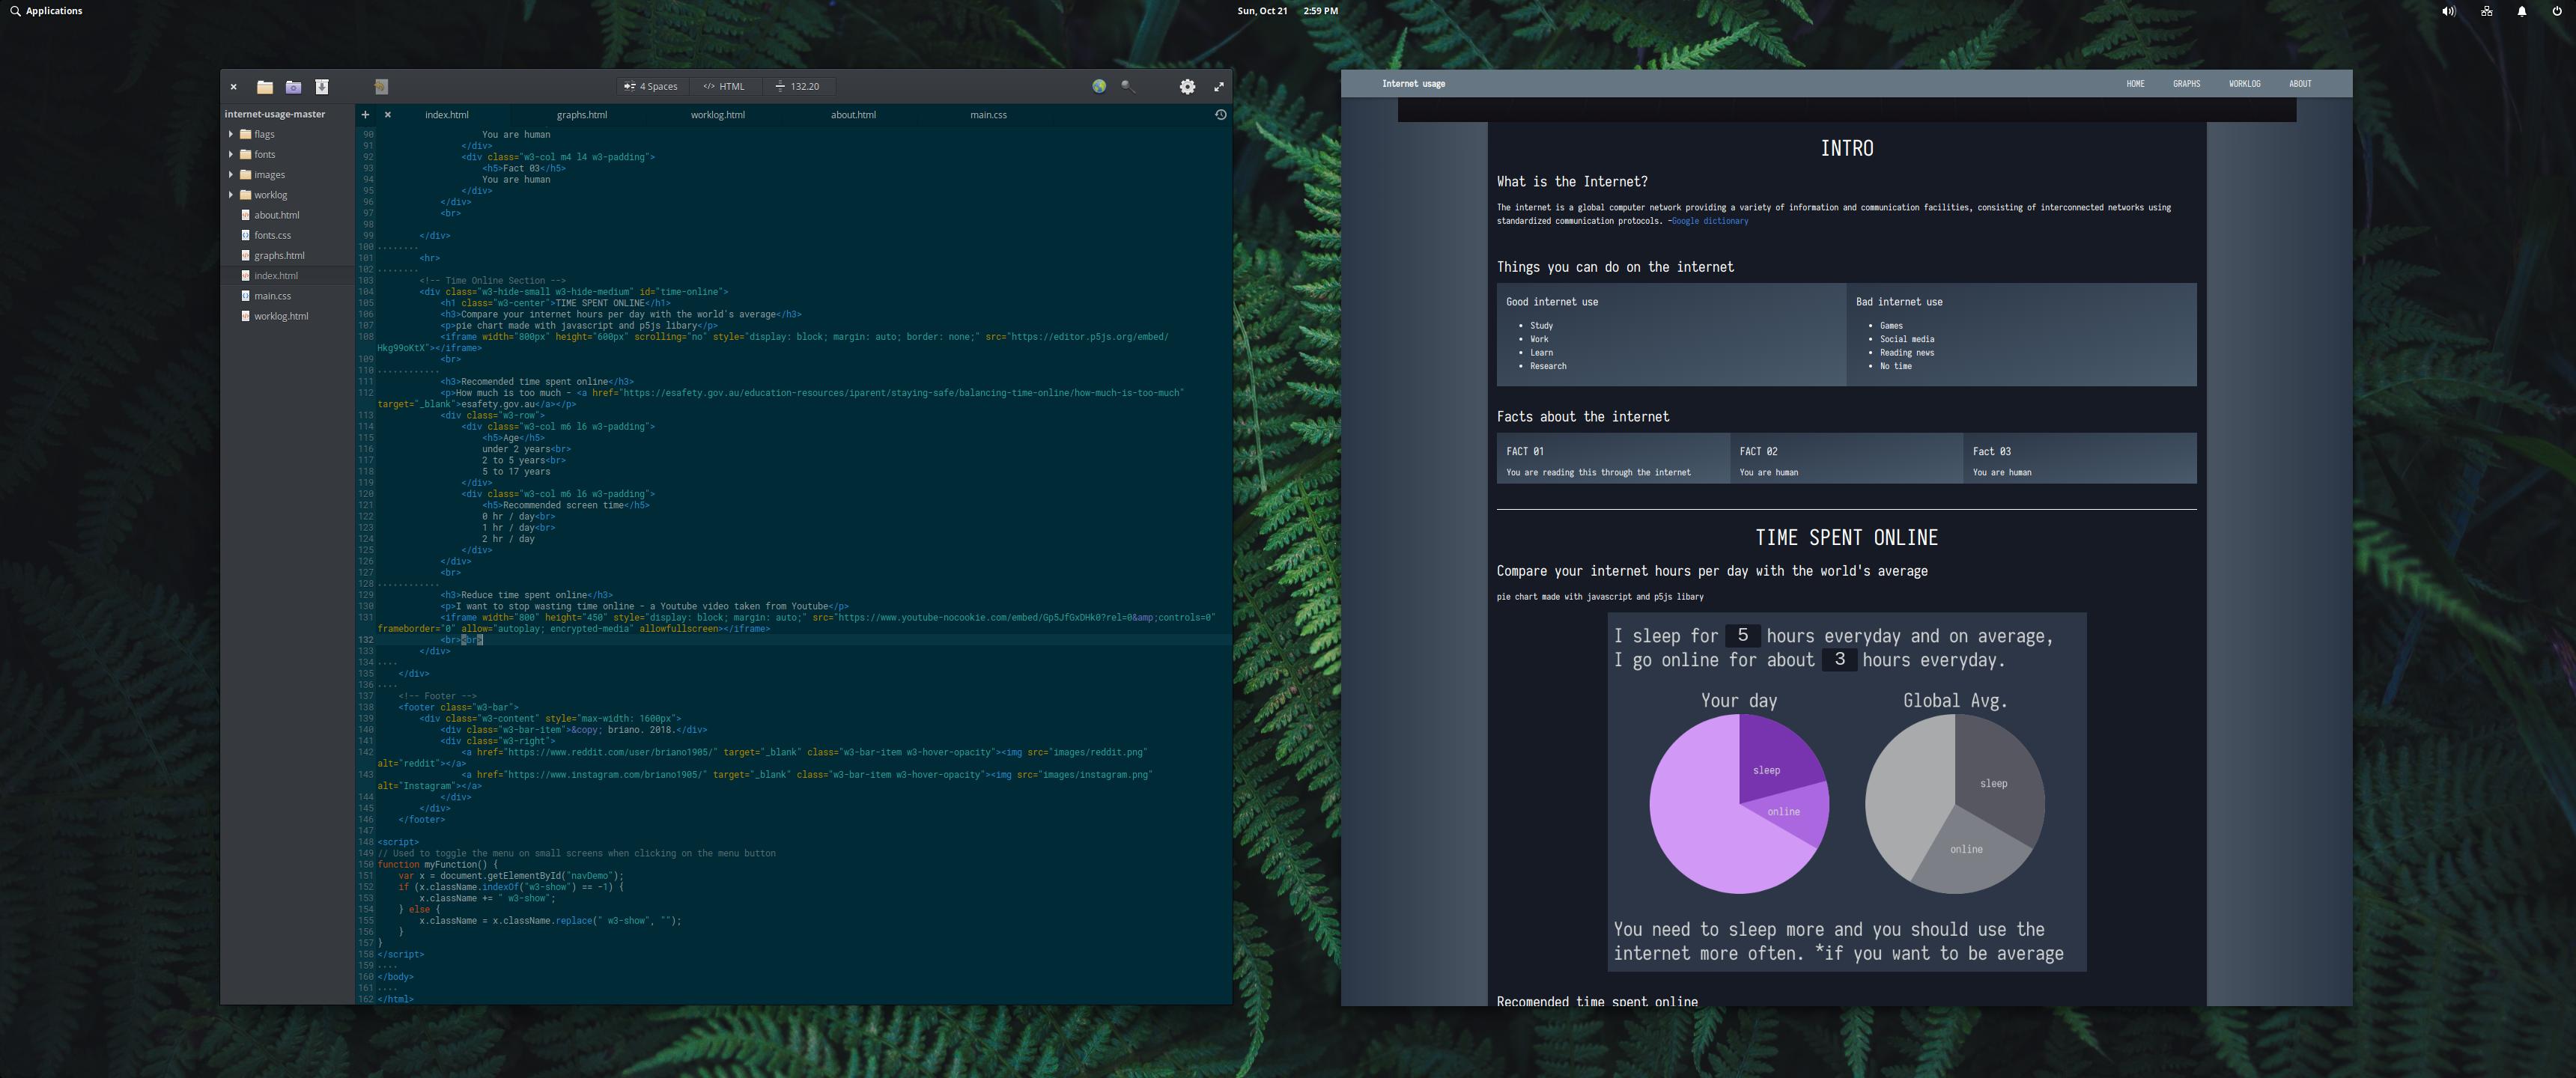 Applications
Sun, Oct 21 2:59 PM
4 Spaces
</> HTML
132.20
internet-usage-master
flags
fonts
images
worklog
about.html
fonts.css
graphs.html
index.html
main.css
worklog.html
index.html graphs.html worklog.html about.html main.css
90 You are human
91 </div>
92 <div class="w3-col m4 l4 w3-padding">
93 <h5>Fact 03</h5>
94 You are human
95 </div>
96 </div>
97 <br>
98
99 </div>
100 ........
101 <hr>
102 ........
103 <!-- Time Online Section -->
104 <div class="w3-hide-small w3-hide-medium" id="time-online">
105 <h1 class="w3-center">TIME SPENT ONLINE</h1>
106 <h3>Compare your internet hours per day with the world's average</h3>
107 <p>pie chart made with javascript and p5js libary</p>
108 <iframe width="800px" height="600px" scrolling="no" style="display: block; margin: auto; border: none;" src="https://editor.p5js.org/embed/
Hkg99oKtX"></iframe>
109 <br>
110 ............
111 <h3>Recomended time spent online</h3>
112 <p>How much is too much - <a href="https://esafety.gov.au/education-resources/iparent/staying-safe/balancing-time-online/how-much-is-too-much"
target="_blank">esafety.gov.au</a></p>
113 <div class="w3-row">
114 <div class="w3-col m6 l6 w3-padding">
115 <h5>Age</h5>
116 under 2 years<br>
117 2 to 5 years<br>
118 5 to 17 years
119 </div>
120 <div class="w3-col m6 l6 w3-padding">
121 <h5>Recommended screen time</h5>
122 0 hr / day<br>
123 1 hr / day<br>
124 2 hr / day
125 </div>
126 </div>
127 <br>
128 ............
129 <h3>Reduce time spent online</h3>
130 <p>I want to stop wasting time online - a Youtube video taken from Youtube</p>
131 <iframe width="800" height="450" style="display: block; margin: auto;" src="https://www.youtube-nocookie.com/embed/Gp5JfGxDHk0?rel=0&amp;controls=0"
frameborder="0" allow="autoplay; encrypted-media" allowfullscreen></iframe>
132 <br><br>
133 </div>
134 ....
135 </div>
136 ....
137 <!-- Footer -->
138 <footer class="w3-bar">
139 <div class="w3-content" style="max-width: 1600px">
140 <div class="w3-bar-item">&copy; briano. 2018.</div>
141 <div class="w3-right">
142 <a href="https://www.reddit.com/user/briano1905/" target="_blank" class="w3-bar-item w3-hover-opacity"><img src="images/reddit.png"
alt="reddit"></a>
143 <a href="https://www.instagram.com/briano1905/" target="_blank" class="w3-bar-item w3-hover-opacity"><img src="images/instagram.png"
alt="Instagram"></a>
144 </div>
145 </div>
146 </footer>
147
148 <script>
149 // Used to toggle the menu on small screens when clicking on the menu button
150 function myFunction() {
151 var x = document.getElementById("navDemo");
152 if (x.className.indexOf("w3-show") == -1) {
153 x.className += " w3-show";
154 } else {
155 x.className = x.className.replace(" w3-show", "");
156 }
157 }
158 </script>
159 ....
160 </body>
161 ....
162 </html>
Internet usage HOME GRAPHS WORKLOG ABOUT
INTRO
What is the Internet?
The internet is a global computer network providing a variety of information and communication facilities, consisting of interconnected networks using
standardized communication protocols. -Google dictionary
Things you can do on the internet
Good internet use
• Study
• Work
• Learn
• Research
Bad internet use
• Games
• Social media
• Reading news
• No time
Facts about the internet
FACT 01
You are reading this through the internet
FACT 02
You are human
Fact 03
You are human
TIME SPENT ONLINE
Compare your internet hours per day with the world's average
pie chart made with javascript and p5js libary
I sleep for 5 hours everyday and on average,
I go online for about 3 hours everyday.
Your day
sleep
online
Global Avg.
sleep
online
You need to sleep more and you should use the
internet more often. *if you want to be average
Recomended time spent online